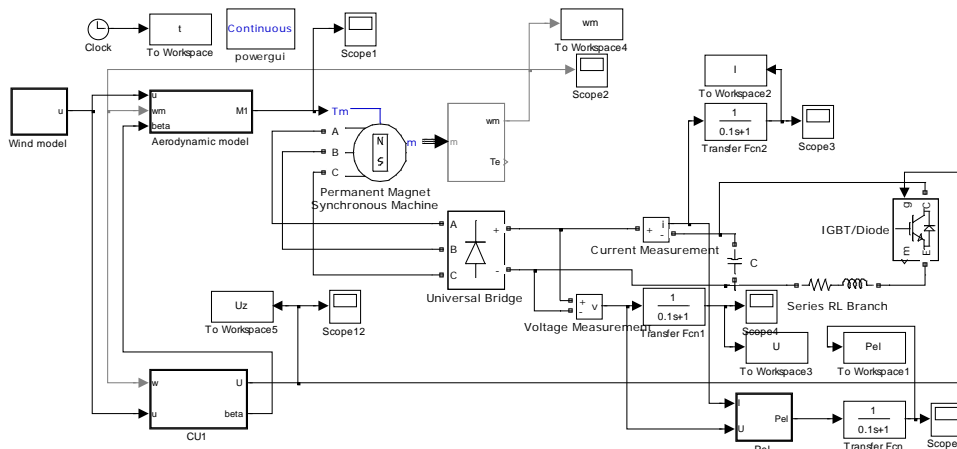 Clock
t
To Workspace
Continuous
powergui
Scope1
wm
To Workspace4
Scope2
I
To Workspace2
1
0.1s+1
Transfer Fcn2
Scope3
u
Wind model
u
wm
beta
M1
Aerodynamic model
Tm
A
B
C
N
S
m
Permanent Magnet
Synchronous Machine
m
wm
Te
A
B
C
+
-
Universal Bridge
+
-
i
Current Measurement
C
g
C
m
E
IGBT/Diode
Series RL Branch
+
-
v
Voltage Measurement
1
0.1s+1
Transfer Fcn1
Scope4
U
To Workspace3
Pel
To Workspace1
Uz
To Workspace5
Scope12
w
u
U
beta
CU1
I
U
Pel
Pel
1
0.1s+1
Transfer Fcn
Scope